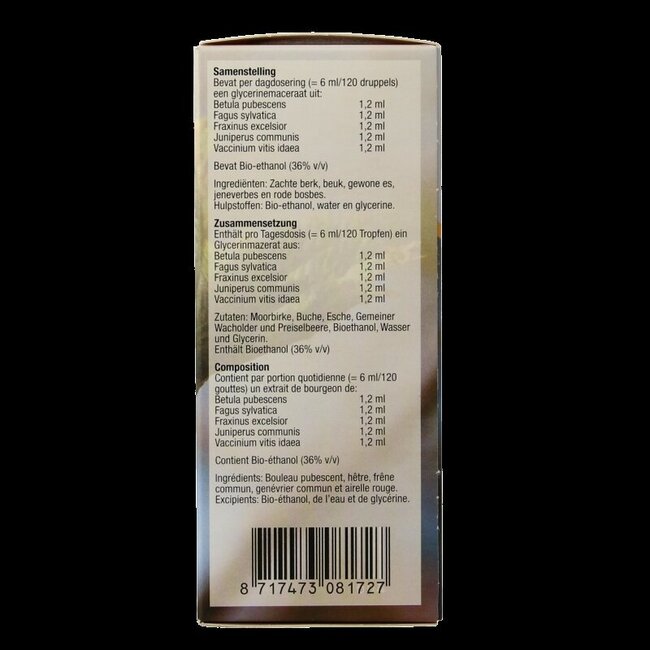 Samenstelling
Bevat per dagdosering (= 6 ml/120 druppels)
een glycerinemaceraat uit:
Betula pubescens 1,2 ml
Fagus sylvatica 1,2 ml
Fraxinus excelsior 1,2 ml
Juniperus communis 1,2 ml
Vaccinium vitis idaea 1,2 ml
Bevat Bio-ethanol (36% v/v)
Ingrediënten: Zachte berk, beuk, gewone es,
jeneverbes en rode bosbes.
Hulpstoffen: Bio-ethanol, water en glycerine.
Zusammensetzung
Enthält pro Tagesdosis (= 6 ml/120 Tropfen) ein
Glycerinmazerat aus:
Betula pubescens 1,2 ml
Fagus sylvatica 1,2 ml
Fraxinus excelsior 1,2 ml
Juniperus communis 1,2 ml
Vaccinium vitis idaea 1,2 ml
Zutaten: Moorbirke, Buche, Esche, Gemeiner
Wacholder und Preiselbeere, Bioethanol, Wasser
und Glycerin.
Enthält Bioethanol (36% v/v)
Composition
Contient par portion quotidienne (= 6 ml/120
gouttes) un extrait de bourgeon de:
Betula pubescens 1,2 ml
Fagus sylvatica 1,2 ml
Fraxinus excelsior 1,2 ml
Juniperus communis 1,2 ml
Vaccinium vitis idaea 1,2 ml
Contient Bio-éthanol (36% v/v)
Ingrédients: Bouleau pubescent, hêtre, frêne
commun, genévrier commun et airelle rouge.
Excipients: Bio-éthanol, de l'eau et de glycérine.
8 717473 081727